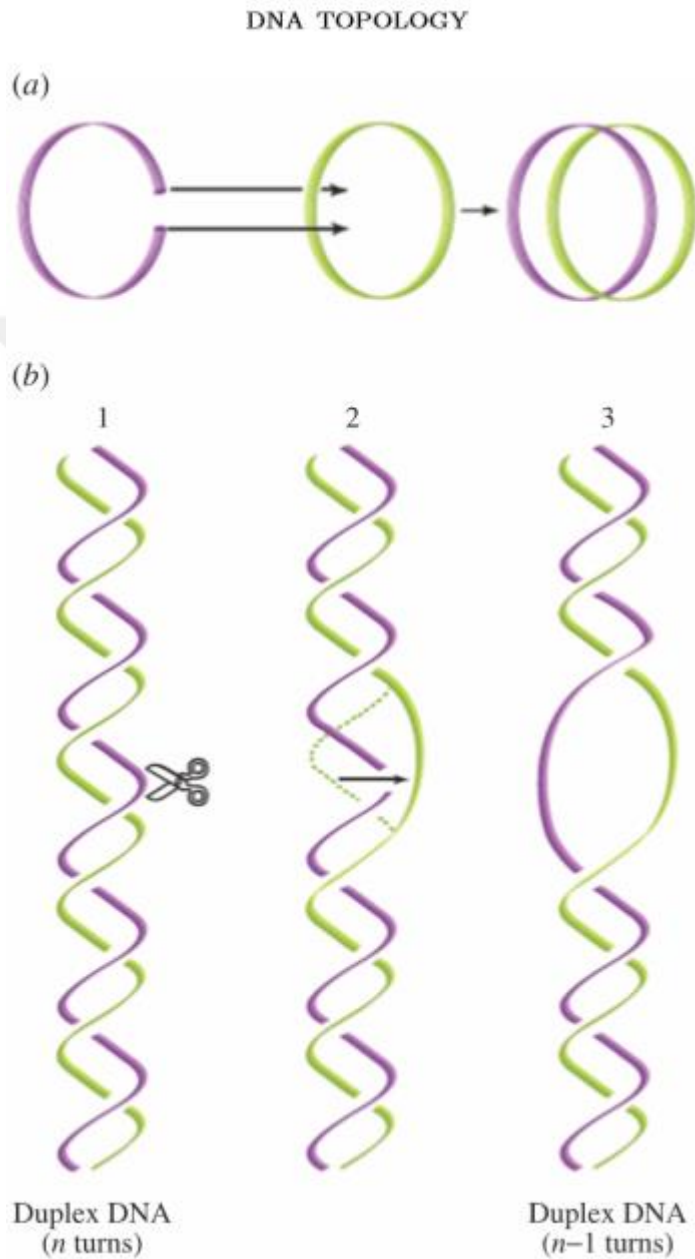 DNA TOPOLOGY
(a)
(b)
1 2 3
Duplex DNA
(n turns)
Duplex DNA
(n–1 turns)